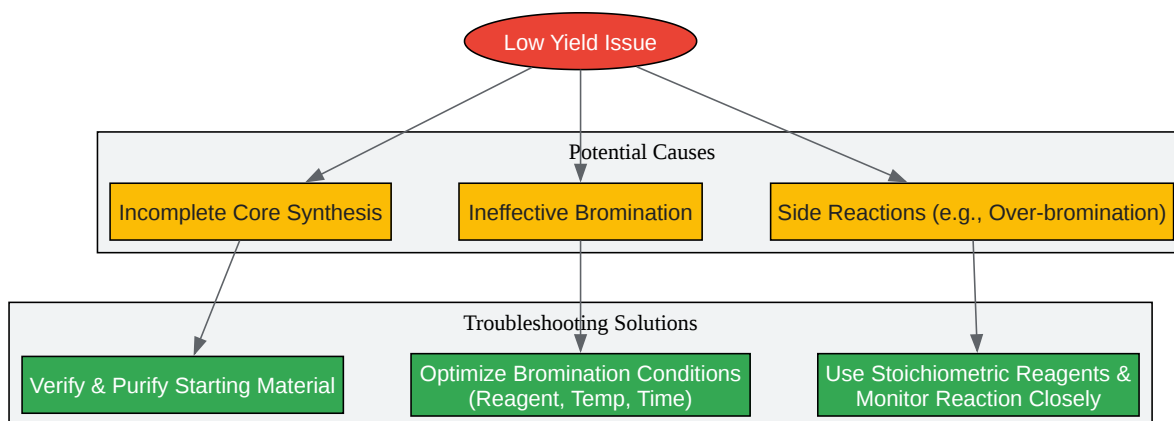 Low Yield Issue
Potential Causes
Incomplete Core Synthesis
Ineffective Bromination
Side Reactions (e.g., Over-bromination)
Troubleshooting Solutions
Verify & Purify Starting Material
Optimize Bromination Conditions
(Reagent, Temp, Time)
Use Stoichiometric Reagents &
Monitor Reaction Closely